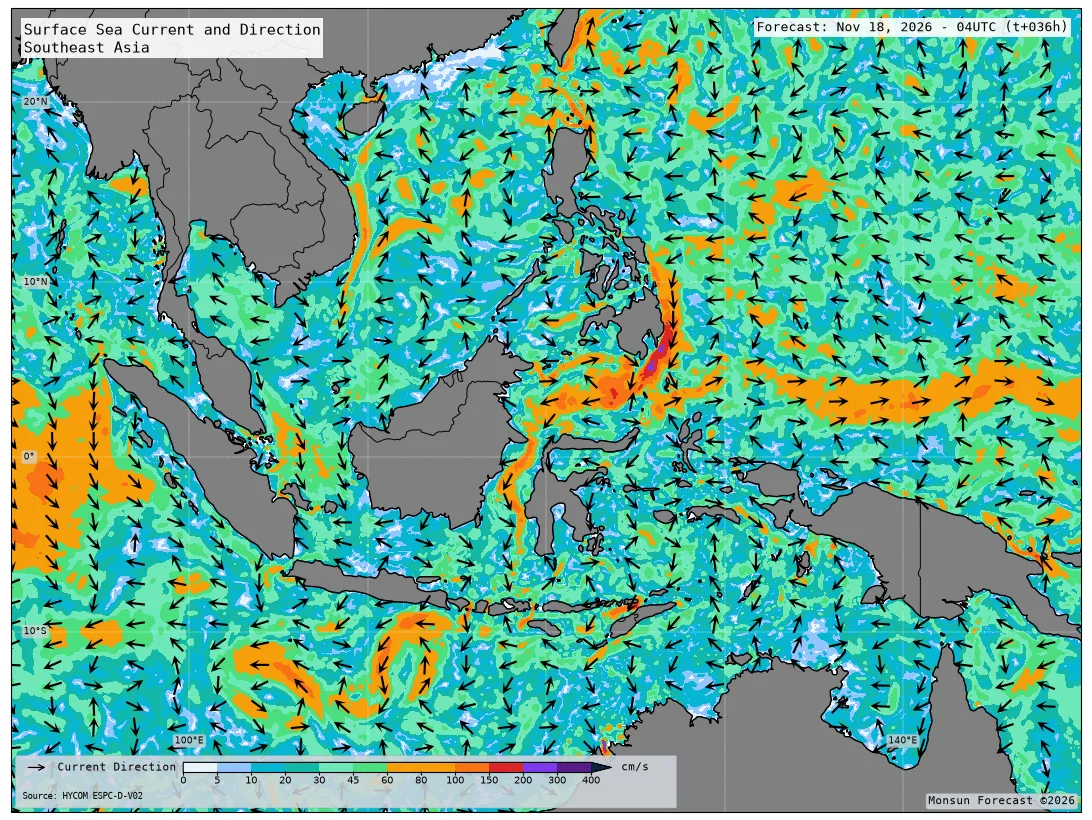 Surface Sea Current and Direction
Southeast Asia
Forecast: Nov 18, 2026 - 04UTC (t+036h)
20°N
10°N
0°
10°S
100°E
140°E
Current Direction
cm/s
0 5 10 20 30 45 60 80 100 150 200 300 400
Source: HYCOM ESPC-D-V02
Monsun Forecast ©2026